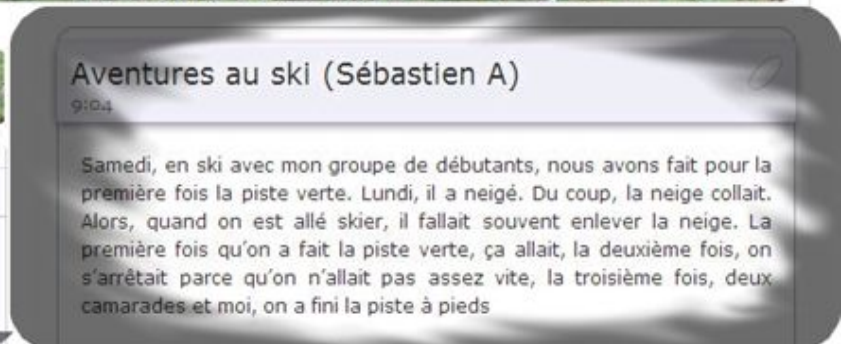 Aventures au ski (Sébastien A)
9:04
Samedi, en ski avec mon groupe de débutants, nous avons fait pour la
première fois la piste verte. Lundi, il a neigé. Du coup, la neige collait.
Alors, quand on est allé skier, il fallait souvent enlever la neige. La
première fois qu'on a fait la piste verte, ça allait, la deuxième fois, on
s'arrêtait parce qu'on n'allait pas assez vite, la troisième fois, deux
camarades et moi, on a fini la piste à pieds